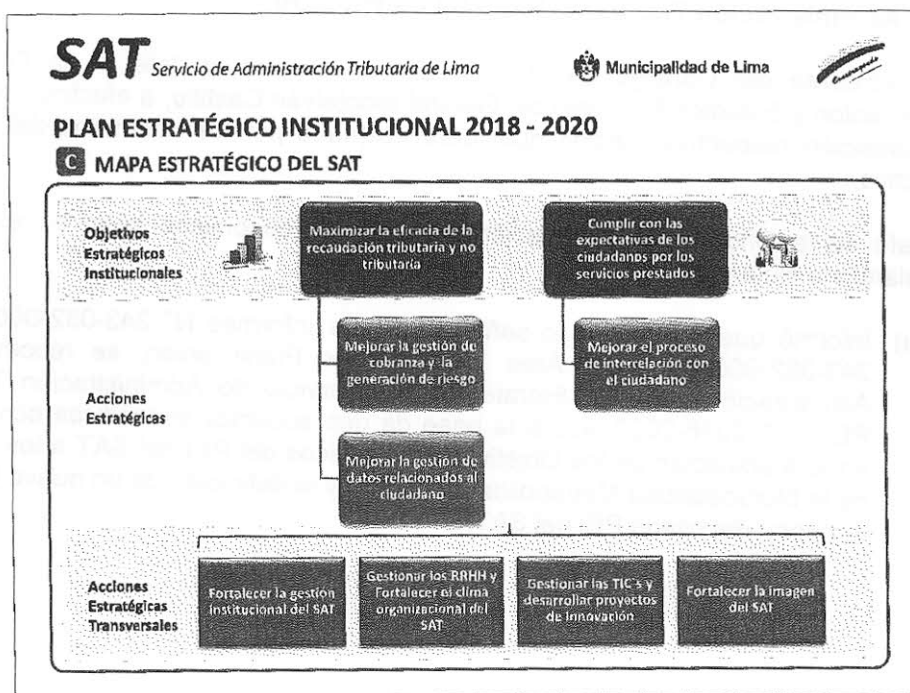 SAT Servicio de Administración Tributaria de Lima
Municipalidad de Lima
PLAN ESTRATÉGICO INSTITUCIONAL 2018 - 2020
C MAPA ESTRATÉGICO DEL SAT
Objetivos
Estratégicos
Institucionales
Maximizar la eficacia de la
recaudación tributaria y no
tributaria
Cumplir con las
expectativas de los
ciudadanos por los
servicios prestados
Acciones
Estratégicas
Mejorar la gestión de
cobranza y la
generación de riesgo
Mejorar el proceso
de interrelación con
el ciudadano
Mejorar la gestión de
datos relacionados al
ciudadano
Acciones
Estratégicas
Transversales
Fortalecer la gestión
institucional del SAT
Gestionar los RRHH y
Fortalecer el clima
organizacional del
SAT
Gestionar las TIC´s y
desarrollar proyectos
de innovación
Fortalecer la imagen
del SAT